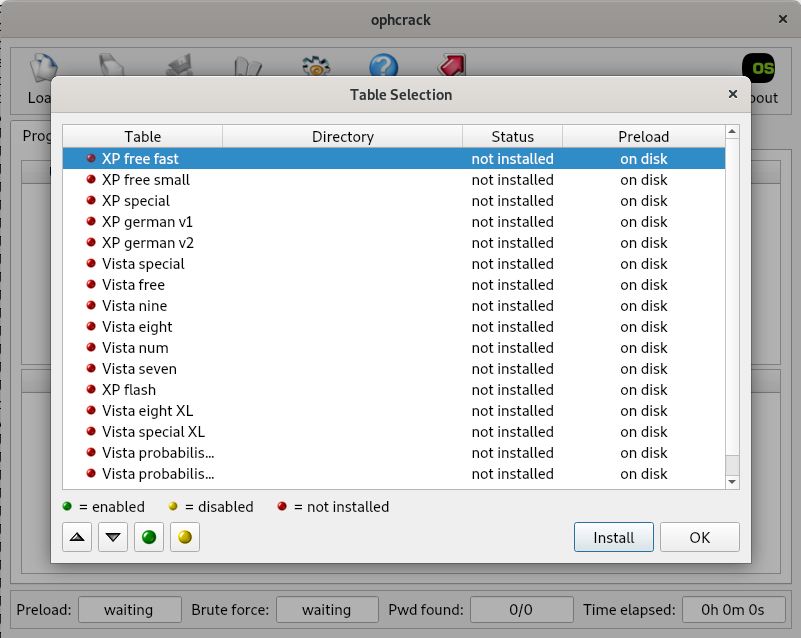 ophcrack
Loa
OS
bout
Table Selection
Prog
Table Directory Status Preload
XP free fast not installed on disk
XP free small not installed on disk
XP special not installed on disk
XP german v1 not installed on disk
XP german v2 not installed on disk
Vista special not installed on disk
Vista free not installed on disk
Vista nine not installed on disk
Vista eight not installed on disk
Vista num not installed on disk
Vista seven not installed on disk
XP flash not installed on disk
Vista eight XL not installed on disk
Vista special XL not installed on disk
Vista probabilis... not installed on disk
Vista probabilis... not installed on disk
= enabled = disabled = not installed
Install OK
Preload: waiting Brute force: waiting Pwd found: 0/0 Time elapsed: 0h 0m 0s